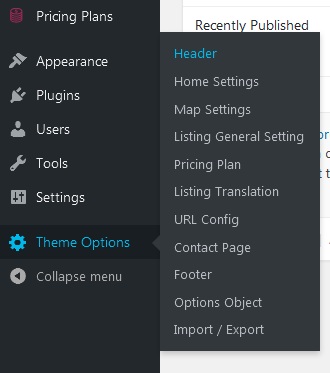 Pricing Plans
Appearance
Plugins
Users
Tools
Settings
Theme Options
Collapse menu
Recently Published
Header
Home Settings
Map Settings
Listing General Setting
Pricing Plan
Listing Translation
URL Config
Contact Page
Footer
Options Object
Import / Export